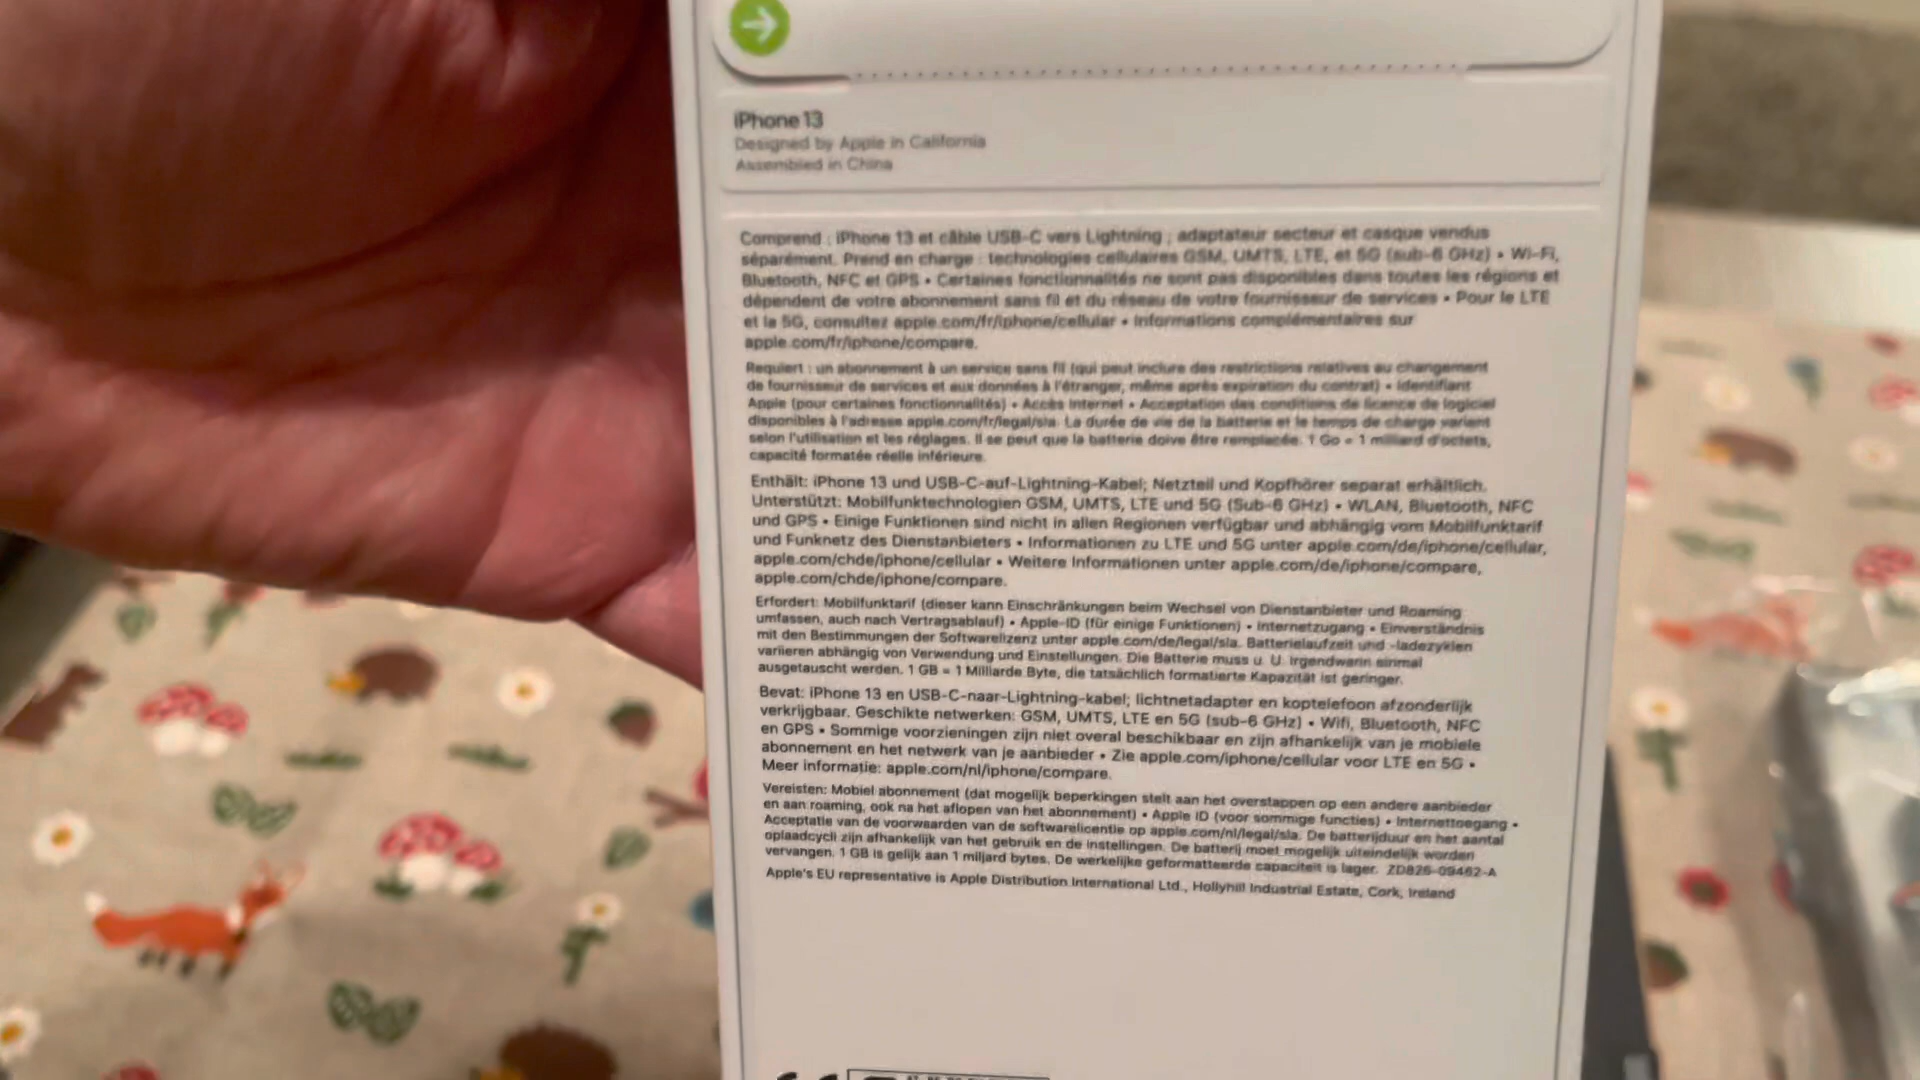 iPhone 13
Designed by Apple in California
Assembled in China
Comprend : iPhone 13 et câble USB-C vers Lightning ; adaptateur secteur et casque vendus
séparément. Prend en charge : technologies cellulaires GSM, UMTS, LTE, et 5G (sub-6 GHz) • Wi-Fi,
Bluetooth, NFC et GPS • Certaines fonctionnalités ne sont pas disponibles dans toutes les régions et
dépendent de votre abonnement sans fil et du réseau de votre fournisseur de services • Pour le LTE
et la 5G, consultez apple.com/fr/iphone/cellular • Informations complémentaires sur
apple.com/fr/iphone/compare.
Requiert : un abonnement à un service sans fil (qui peut inclure des restrictions relatives au changement
de fournisseur de services et aux données à l'étranger, même après expiration du contrat) • Identifiant
Apple (pour certaines fonctionnalités) • Accès Internet • Acceptation des conditions de licence de logiciel
disponibles à l'adresse apple.com/fr/legal/sla. La durée de vie de la batterie et le temps de charge varient
selon l'utilisation et les réglages. Il se peut que la batterie doive être remplacée. 1 Go = 1 milliard d'octets,
capacité formatée réelle inférieure.
Enthält: iPhone 13 und USB-C-auf-Lightning-Kabel; Netzteil und Kopfhörer separat erhältlich.
Unterstützt: Mobilfunktechnologien GSM, UMTS, LTE und 5G (Sub-6 GHz) • WLAN, Bluetooth, NFC
und GPS • Einige Funktionen sind nicht in allen Regionen verfügbar und abhängig vom Mobilfunktarif
und Funknetz des Dienstanbieters • Informationen zu LTE und 5G unter apple.com/de/iphone/cellular,
apple.com/chde/iphone/cellular • Weitere Informationen unter apple.com/de/iphone/compare,
apple.com/chde/iphone/compare.
Erfordert: Mobilfunktarif (dieser kann Einschränkungen beim Wechsel von Dienstanbieter und Roaming
umfassen, auch nach Vertragsablauf) • Apple-ID (für einige Funktionen) • Internetzugang • Einverständnis
mit den Bestimmungen der Softwarelizenz unter apple.com/de/legal/sla. Batterielaufzeit und -ladezyklen
variieren abhängig von Verwendung und Einstellungen. Die Batterie muss u. U. irgendwann einmal
ausgetauscht werden. 1 GB = 1 Milliarde Byte, die tatsächlich formatierte Kapazität ist geringer.
Bevat: iPhone 13 en USB-C-naar-Lightning-kabel; lichtnetadapter en koptelefoon afzonderlijk
verkrijgbaar. Geschikte netwerken: GSM, UMTS, LTE en 5G (sub-6 GHz) • Wifi, Bluetooth, NFC
en GPS • Sommige voorzieningen zijn niet overal beschikbaar en zijn afhankelijk van je mobiele
abonnement en het netwerk van je aanbieder • Zie apple.com/iphone/cellular voor LTE en 5G •
Meer informatie: apple.com/nl/iphone/compare.
Vereisten: Mobiel abonnement (dat mogelijk beperkingen stelt aan het overstappen op een andere aanbieder
en aan roaming, ook na het aflopen van het abonnement) • Apple ID (voor sommige functies) • Internettoegang •
Acceptatie van de voorwaarden van de softwarelicentie op apple.com/nl/legal/sla. De batterijduur en het aantal
oplaadcycli zijn afhankelijk van het gebruik en de instellingen. De batterij moet mogelijk uiteindelijk worden
vervangen. 1 GB is gelijk aan 1 miljard bytes. De werkelijke geformatteerde capaciteit is lager. ZD826-09462-A
Apple's EU representative is Apple Distribution International Ltd., Hollyhill Industrial Estate, Cork, Ireland